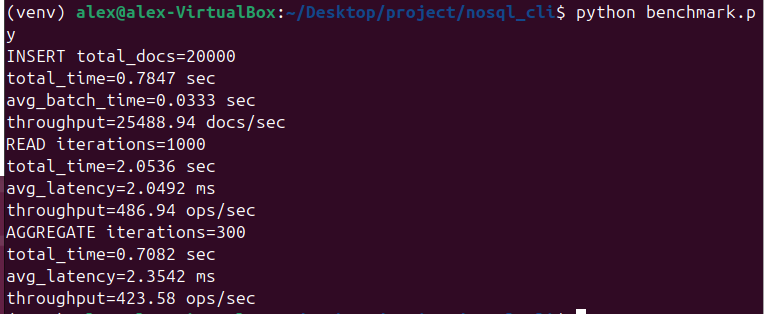 (venv) alex@alex-VirtualBox:~/Desktop/project/nosql_cli$ python benchmark.p
y
INSERT total_docs=20000
total_time=0.7847 sec
avg_batch_time=0.0333 sec
throughput=25488.94 docs/sec
READ iterations=1000
total_time=2.0536 sec
avg_latency=2.0492 ms
throughput=486.94 ops/sec
AGGREGATE iterations=300
total_time=0.7082 sec
avg_latency=2.3542 ms
throughput=423.58 ops/sec